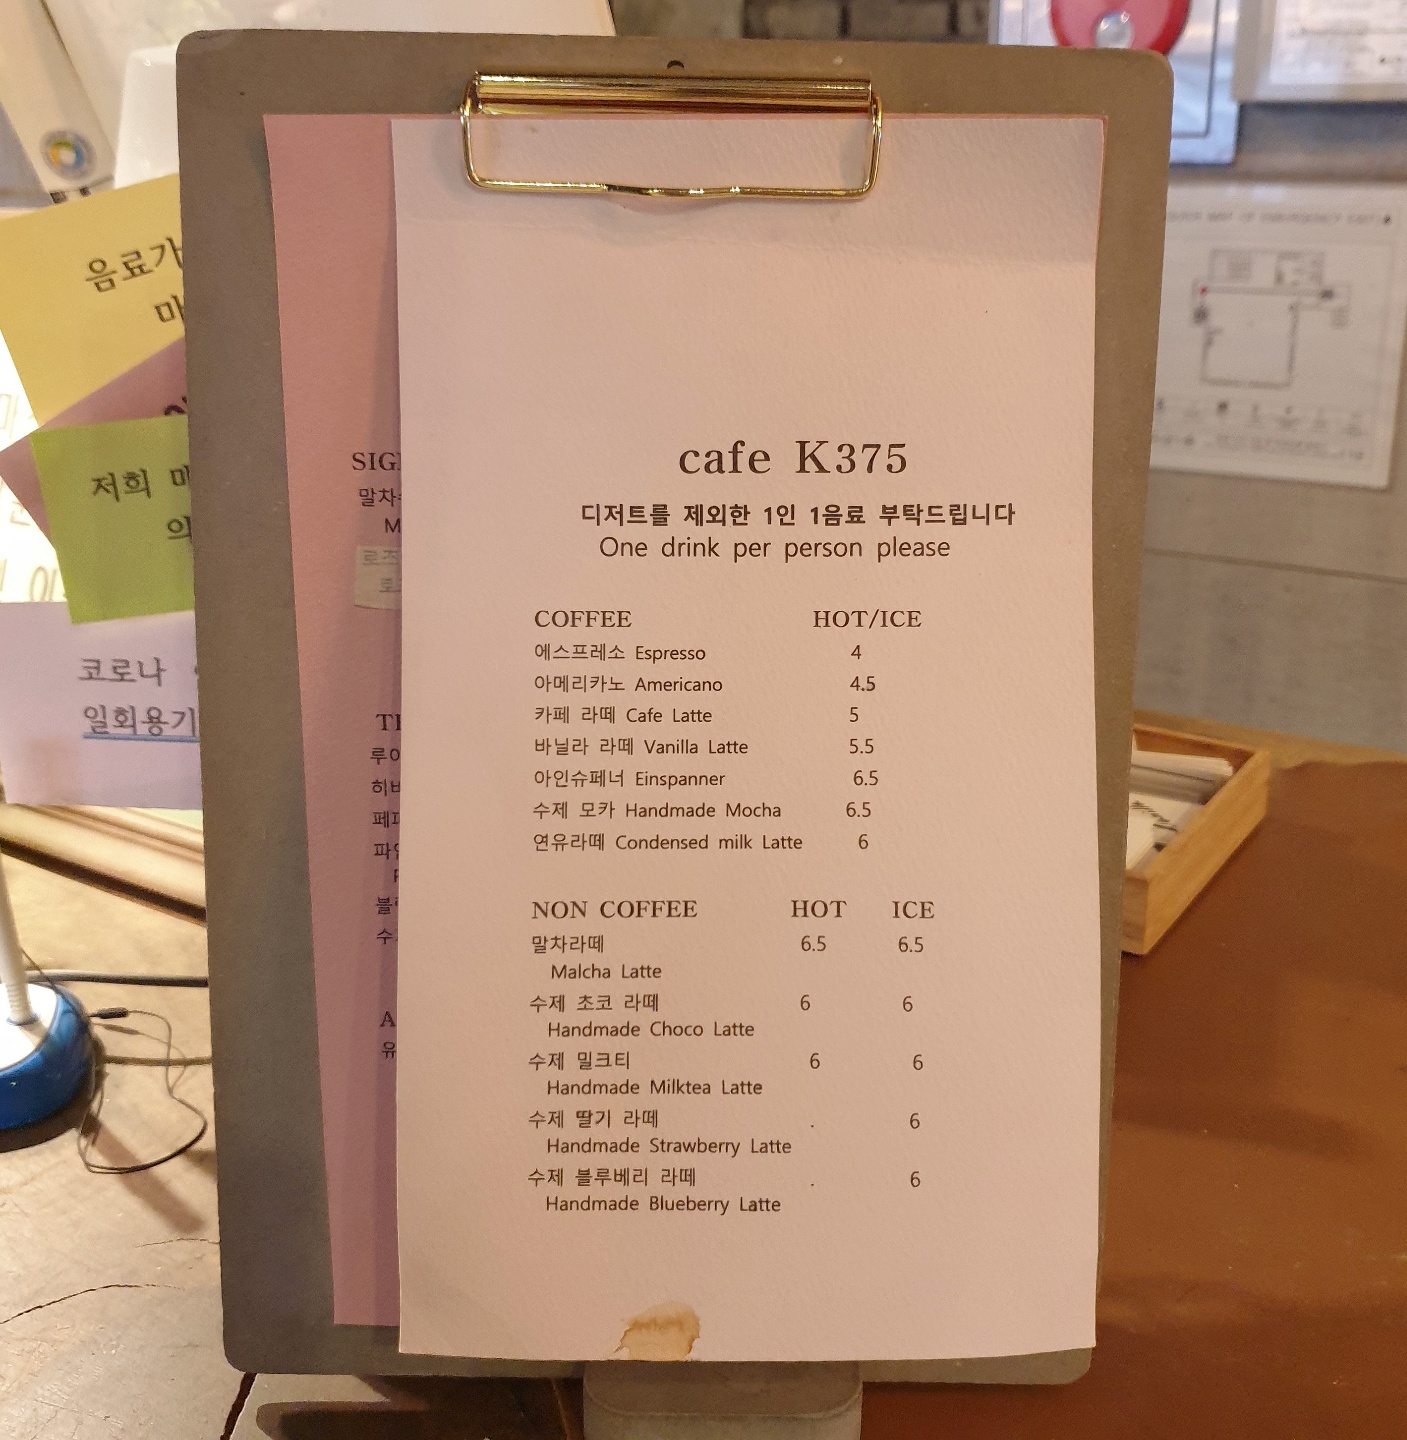 cafe K375
디저트를 제외한 1인 1음료 부탁드립니다
One drink per person please
COFFEE HOT/ICE
에스프레소 Espresso 4
아메리카노 Americano 4.5
카페 라떼 Cafe Latte 5
바닐라 라떼 Vanilla Latte 5.5
아인슈페너 Einspanner 6.5
수제 모카 Handmade Mocha 6.5
연유라떼 Condensed milk Latte 6
NON COFFEE HOT ICE
말차라떼 6.5 6.5
Malcha Latte
수제 초코 라떼 6 6
Handmade Choco Latte
수제 밀크티 6 6
Handmade Milktea Latte
수제 딸기 라떼 . 6
Handmade Strawberry Latte
수제 블루베리 라떼 . 6
Handmade Blueberry Latte
음료가
저희
코로나
일회용기